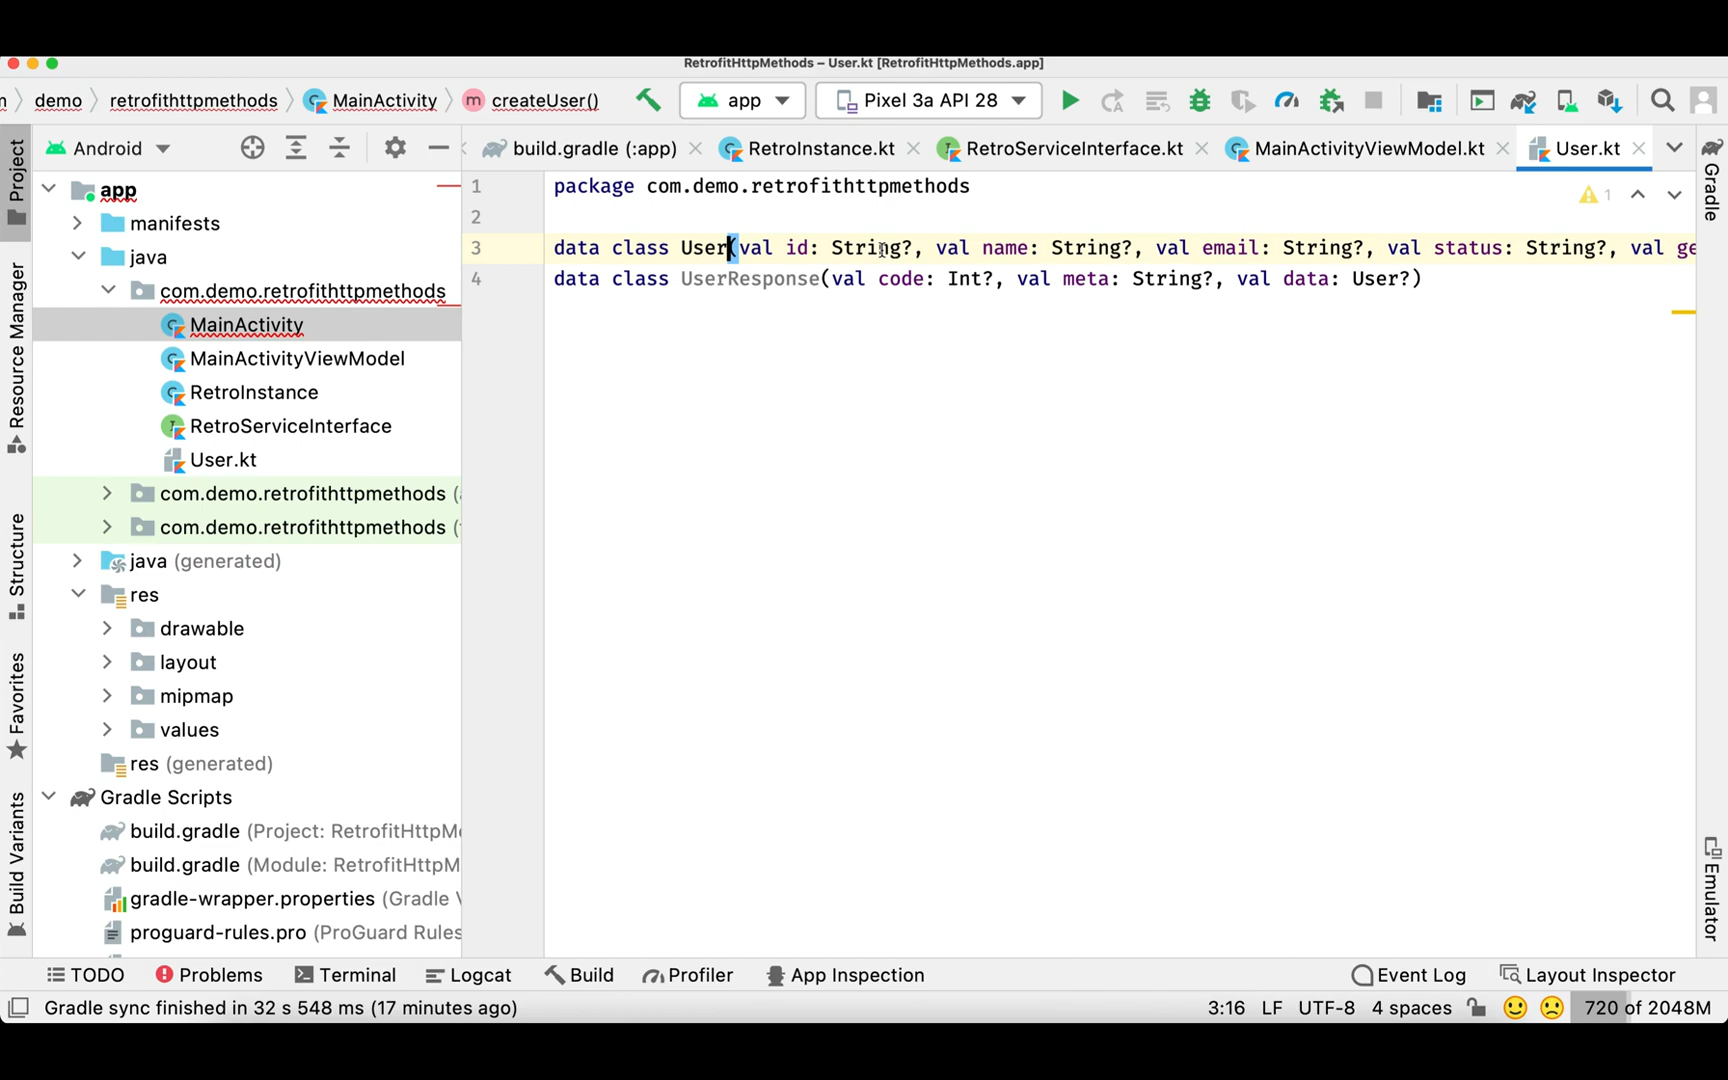 RetrofitHttpMethods – User.kt [RetrofitHttpMethods.app]
demo retrofithttpmethods MainActivity createUser() app Pixel 3a API 28
Android build.gradle (:app) RetroInstance.kt RetroServiceInterface.kt MainActivityViewModel.kt User.kt
Project
Resource Manager
Structure
Favorites
Build Variants
app
manifests
java
com.demo.retrofithttpmethods
MainActivity
MainActivityViewModel
RetroInstance
RetroServiceInterface
User.kt
com.demo.retrofithttpmethods (
com.demo.retrofithttpmethods (
java (generated)
res
drawable
layout
mipmap
values
res (generated)
Gradle Scripts
build.gradle (Project: RetrofitHttpM
build.gradle (Module: RetrofitHttpM
gradle-wrapper.properties (Gradle V
proguard-rules.pro (ProGuard Rules
1 package com.demo.retrofithttpmethods
2
3 data class User(val id: String?, val name: String?, val email: String?, val status: String?, val ge
4 data class UserResponse(val code: Int?, val meta: String?, val data: User?)
1
Gradle
Emulator
TODO Problems Terminal Logcat Build Profiler App Inspection Event Log Layout Inspector
Gradle sync finished in 32 s 548 ms (17 minutes ago) 3:16 LF UTF-8 4 spaces 720 of 2048M